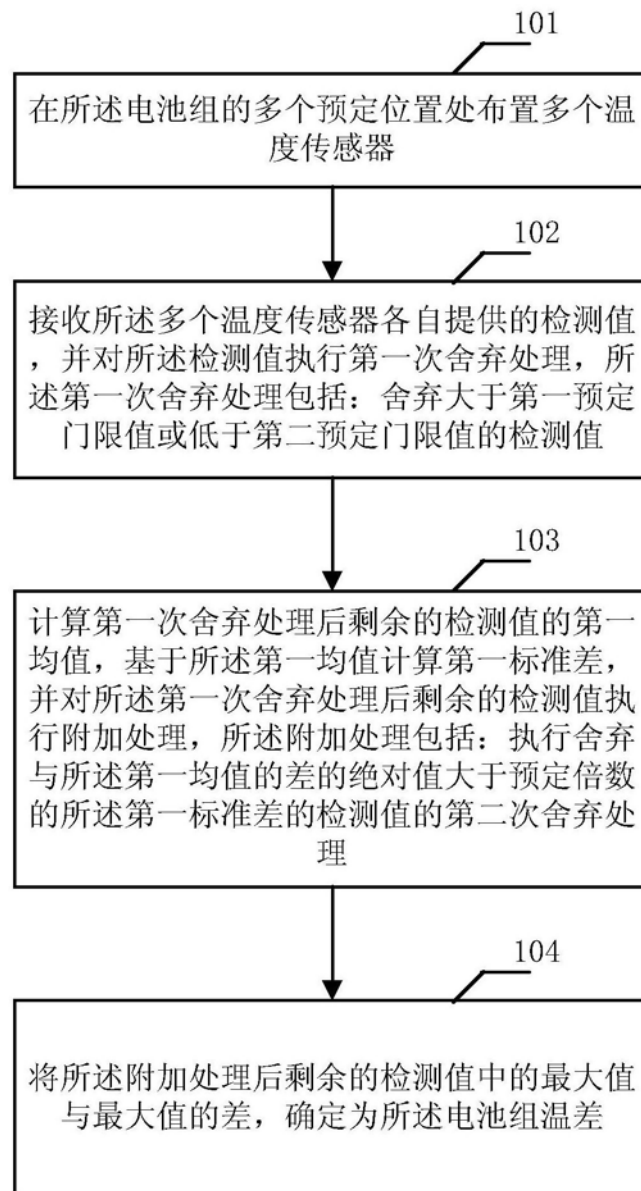 101
在所述电池组的多个预定位置处布置多个温
度传感器
102
接收所述多个温度传感器各自提供的检测值
，并对所述检测值执行第一次舍弃处理，所
述第一次舍弃处理包括：舍弃大于第一预定
门限值或低于第二预定门限值的检测值
103
计算第一次舍弃处理后剩余的检测值的第一
均值，基于所述第一均值计算第一标准差，
并对所述第一次舍弃处理后剩余的检测值执
行附加处理，所述附加处理包括：执行舍弃
与所述第一均值的差的绝对值大于预定倍数
的所述第一标准差的检测值的第二次舍弃处
理
104
将所述附加处理后剩余的检测值中的最大值
与最大值的差，确定为所述电池组温差